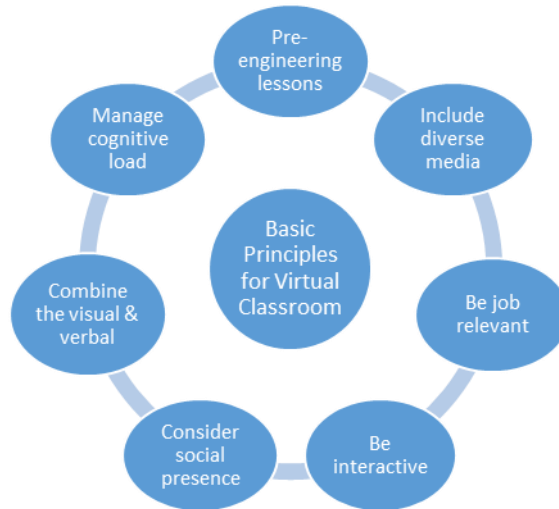 Pre-
engineering
lessons
Include
diverse
media
Be job
relevant
Be
interactive
Consider
social
presence
Combine
the visual &
verbal
Manage
cognitive
load
Basic
Principles
for Virtual
Classroom